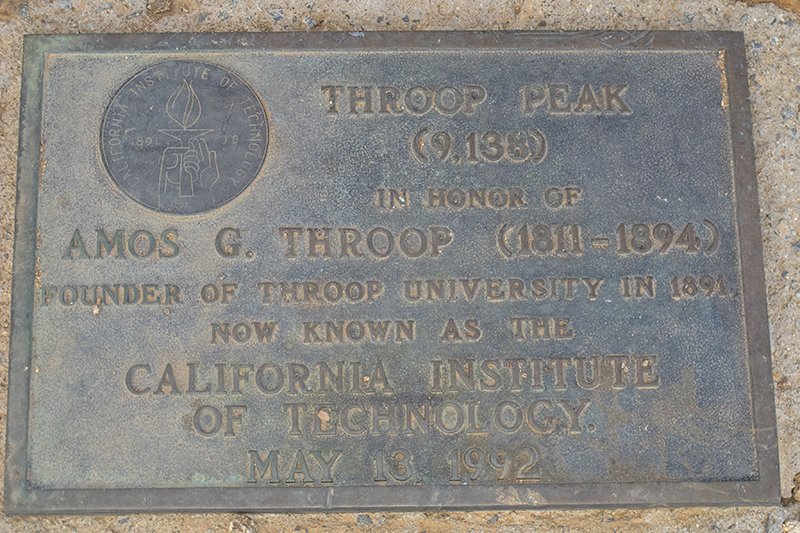 CALIFORNIA INSTITUTE OF TECHNOLOGY
1891
THROOP PEAK
(9,138)
IN HONOR OF
AMOS G. THROOP (1811-1894)
FOUNDER OF THROOP UNIVERSITY IN 1891,
NOW KNOWN AS THE
CALIFORNIA INSTITUTE
OF TECHNOLOGY.
MAY 13, 1992